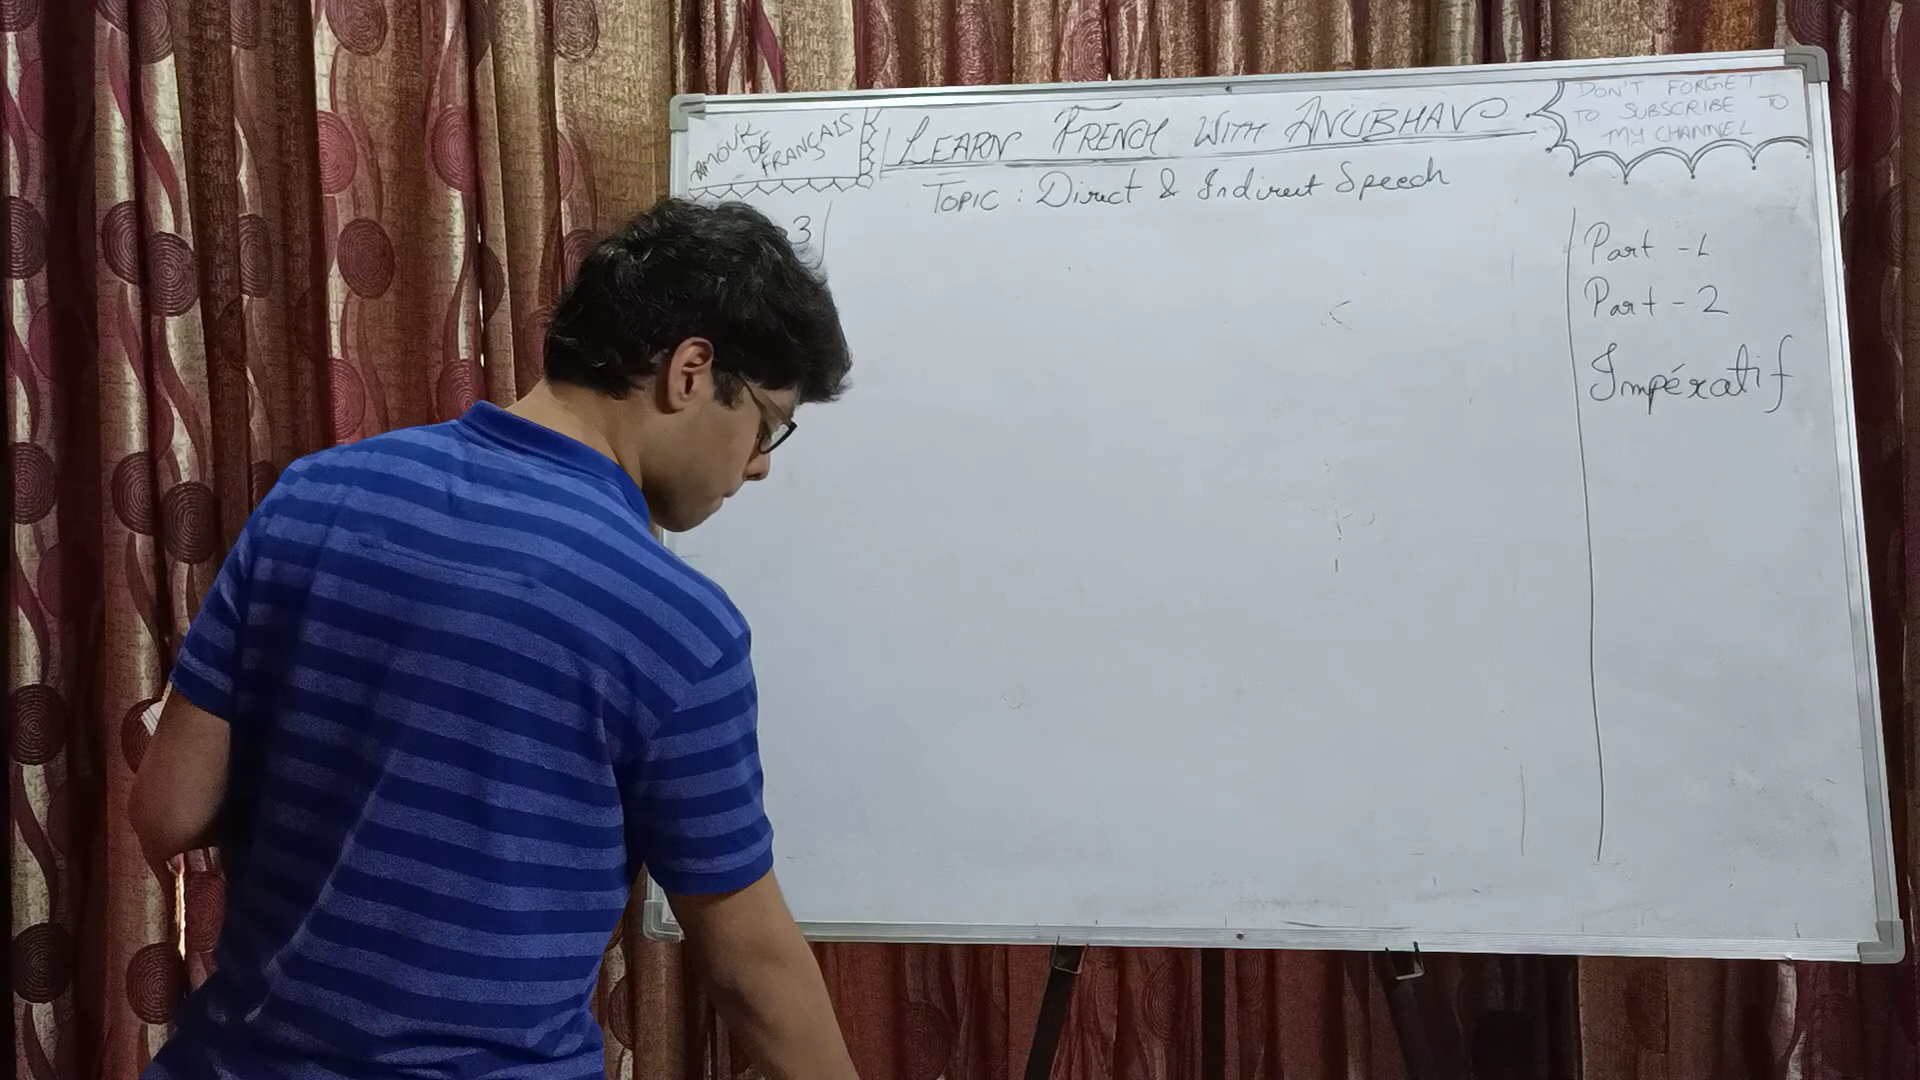 AMOUR
DE
FRANÇAIS
LEARN FRENCH WITH ANUBHAV
DON'T FORGET
TO SUBSCRIBE TO
MY CHANNEL
TOPIC : Direct & Indirect Speech
3
Part - 1
Part - 2
Impératif